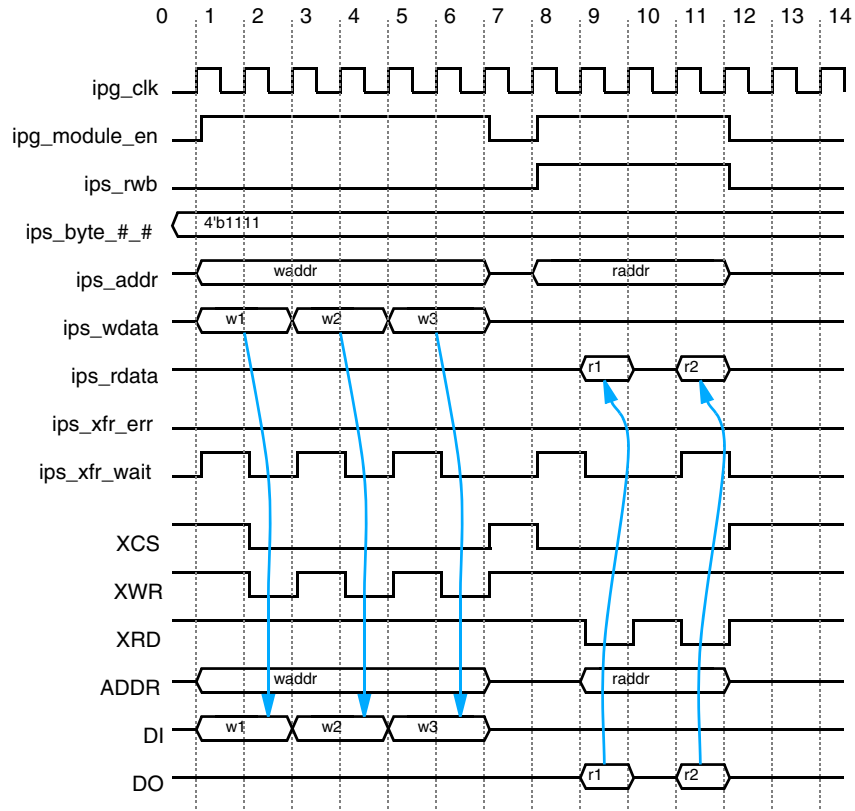 0 1 2 3 4 5 6 7 8 9 10 11 12 13 14
ipg_clk
ipg_module_en
ips_rwb
ips_byte_#_# 4'b1111
ips_addr waddr raddr
ips_wdata w1 w2 w3
ips_rdata r1 r2
ips_xfr_err
ips_xfr_wait
XCS
XWR
XRD
ADDR waddr raddr
DI w1 w2 w3
DO r1 r2